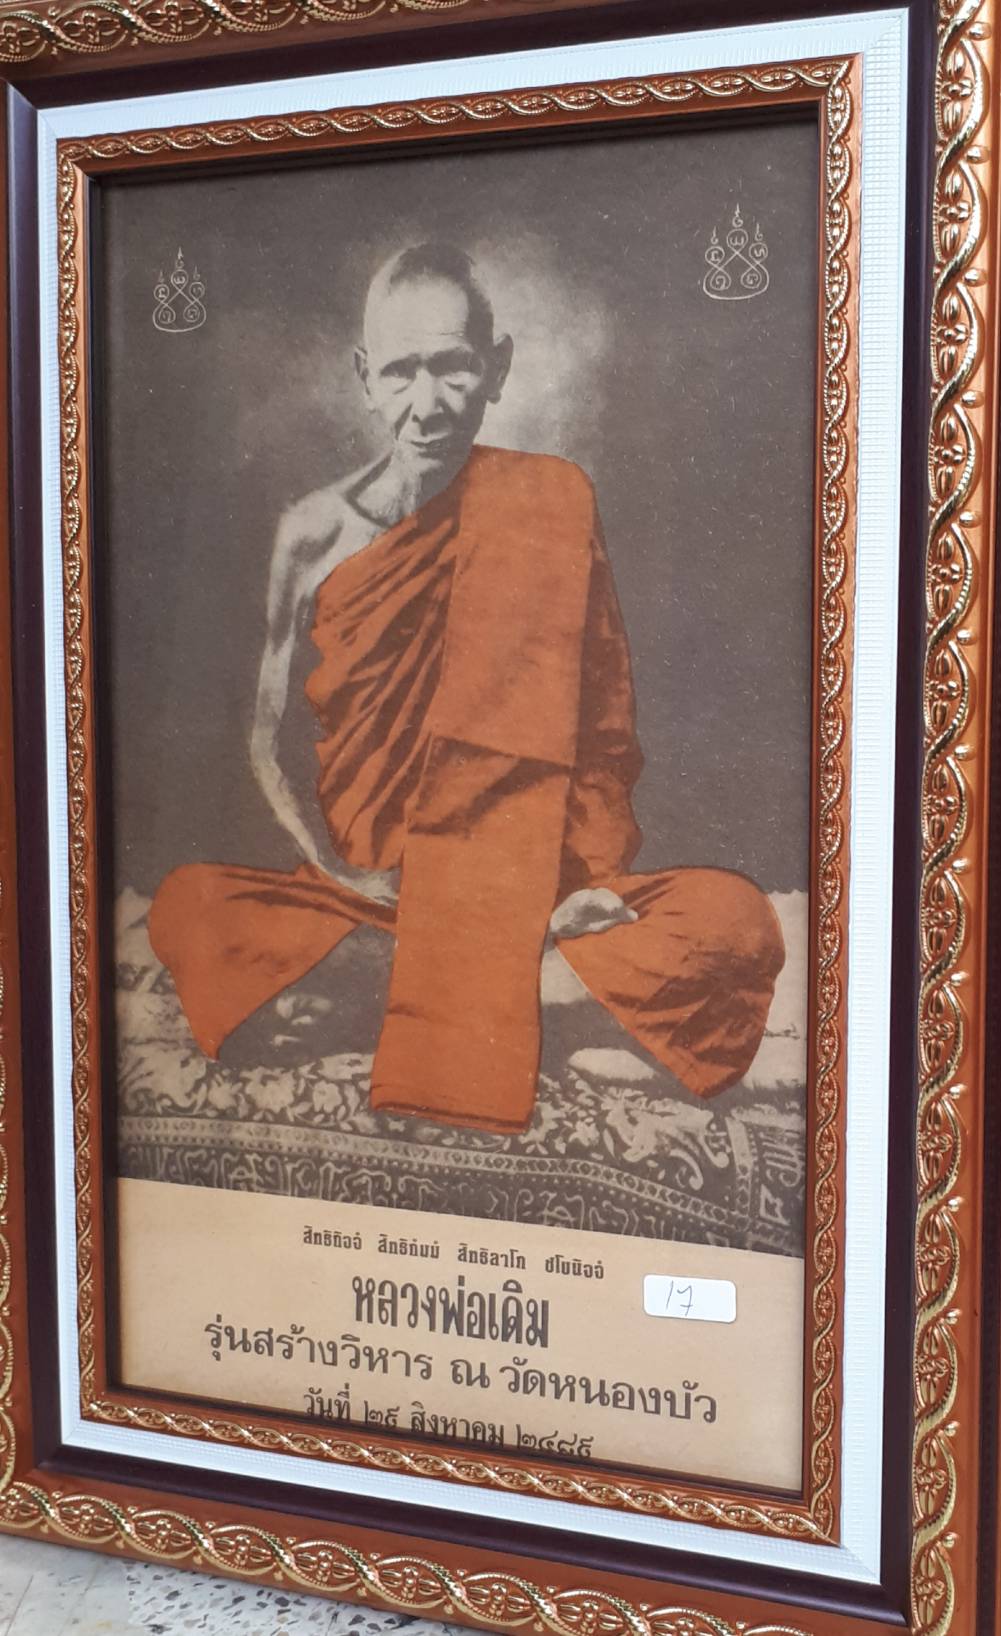 สิทธิกิจจํ สิทธิกมมํ สิทธิลาโภ ชโยนิจจํ
หลวงพ่อเดิม
17
รุ่นสร้างวิหาร ณ วัดหนองบัว
วันที่ ๒๕ สิงหาคม ๒๔๘๕